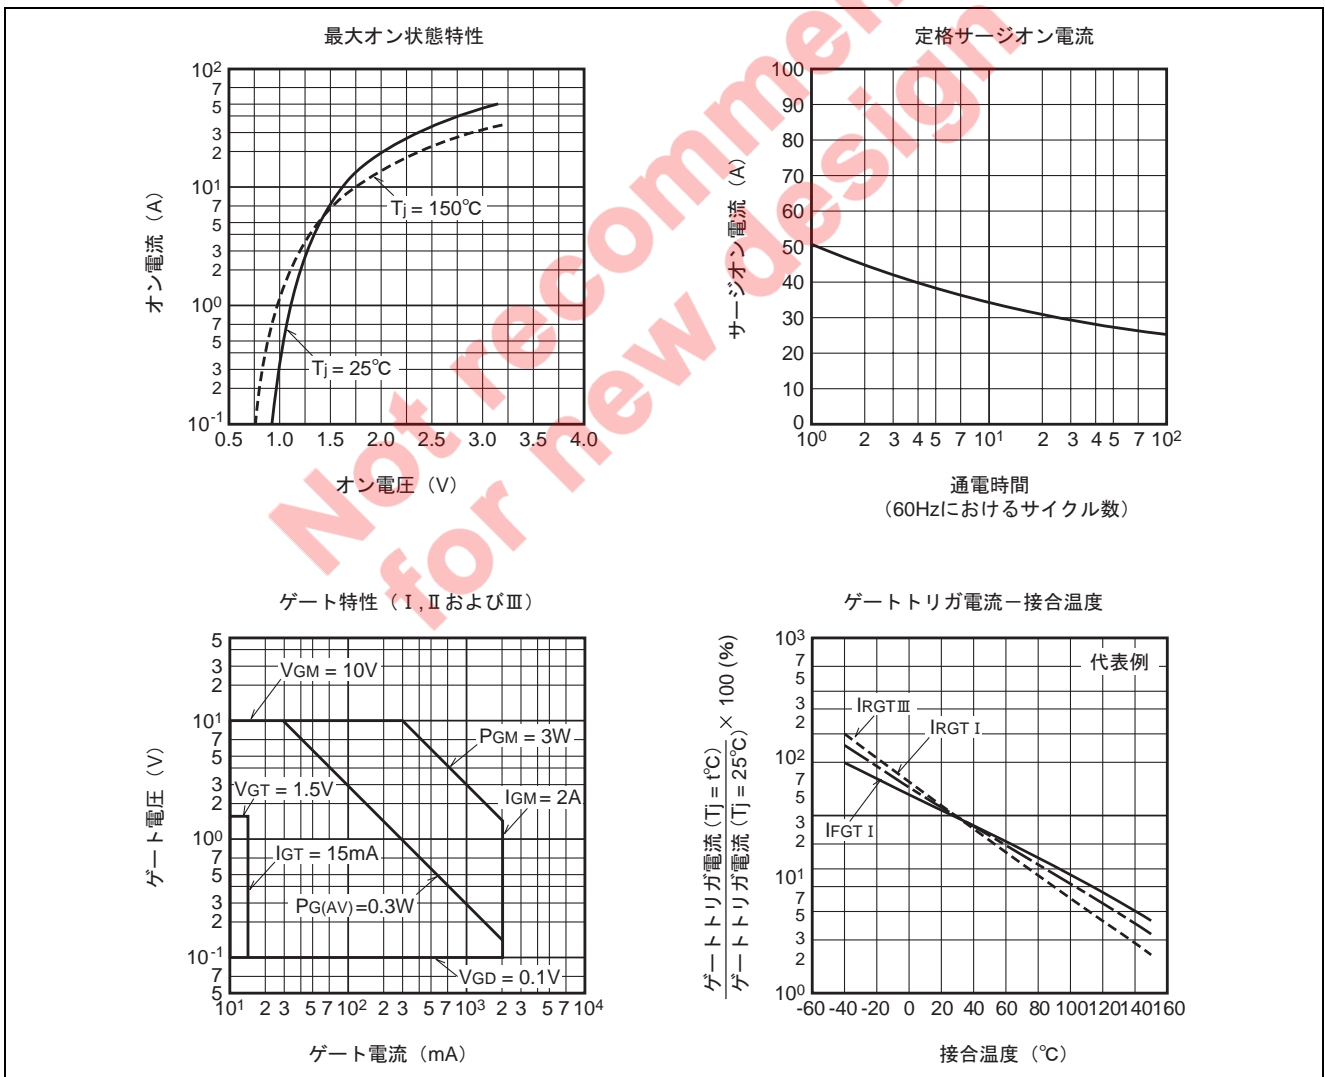 最大オン状態特性
10²
7
5
3
2
10¹
7
5
3
2
10⁰
7
5
3
2
10⁻¹
0.5 1.0 1.5 2.0 2.5 3.0 3.5 4.0
オン電流（A）
オン電圧（V）
Tj = 150°C
Tj = 25°C
定格サージオン電流
100
90
80
70
60
50
40
30
20
10
0
10⁰ 2 3 4 5 7 10¹ 2 3 4 5 7 10²
サージオン電流（A）
通電時間
（60Hzにおけるサイクル数）
ゲート特性（Ⅰ,ⅡおよびⅢ）
5
3
2
10¹
7
5
3
2
10⁰
7
5
3
2
10⁻¹
7
5
10¹ 2 3 5 7 10² 2 3 5 7 10³ 2 3 5 7 10⁴
ゲート電圧（V）
ゲート電流（mA）
VGM = 10V
PGM = 3W
VGT = 1.5V
IGM = 2A
IGT = 15mA
PG(AV) =0.3W
VGD = 0.1V
ゲートトリガ電流－接合温度
10³
7
5
3
2
10²
7
5
3
2
10¹
7
5
3
2
10⁰
-60 -40 -20 0 20 40 60 80 100 120 140 160
ゲートトリガ電流（Tj = t°C）
ゲートトリガ電流（Tj = 25°C）
× 100 (%)
接合温度（°C）
代表例
IRGTⅢ
IRGTⅠ
IFGTⅠ
Not recommen
for new design